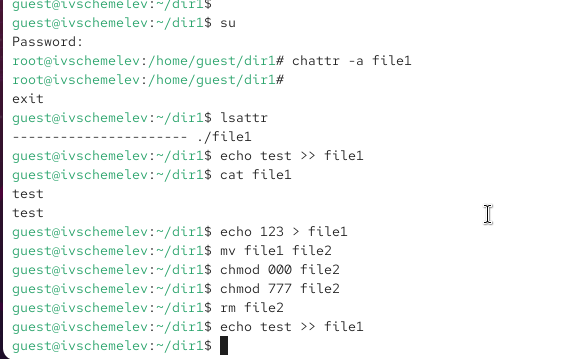 guest@ivschemelev:~/dir1$
guest@ivschemelev:~/dir1$ su
Password:
root@ivschemelev:/home/guest/dir1# chattr -a file1
root@ivschemelev:/home/guest/dir1#
exit
guest@ivschemelev:~/dir1$ lsattr
---------------------- ./file1
guest@ivschemelev:~/dir1$ echo test >> file1
guest@ivschemelev:~/dir1$ cat file1
test
test
guest@ivschemelev:~/dir1$ echo 123 > file1
guest@ivschemelev:~/dir1$ mv file1 file2
guest@ivschemelev:~/dir1$ chmod 000 file2
guest@ivschemelev:~/dir1$ chmod 777 file2
guest@ivschemelev:~/dir1$ rm file2
guest@ivschemelev:~/dir1$ echo test >> file1
guest@ivschemelev:~/dir1$